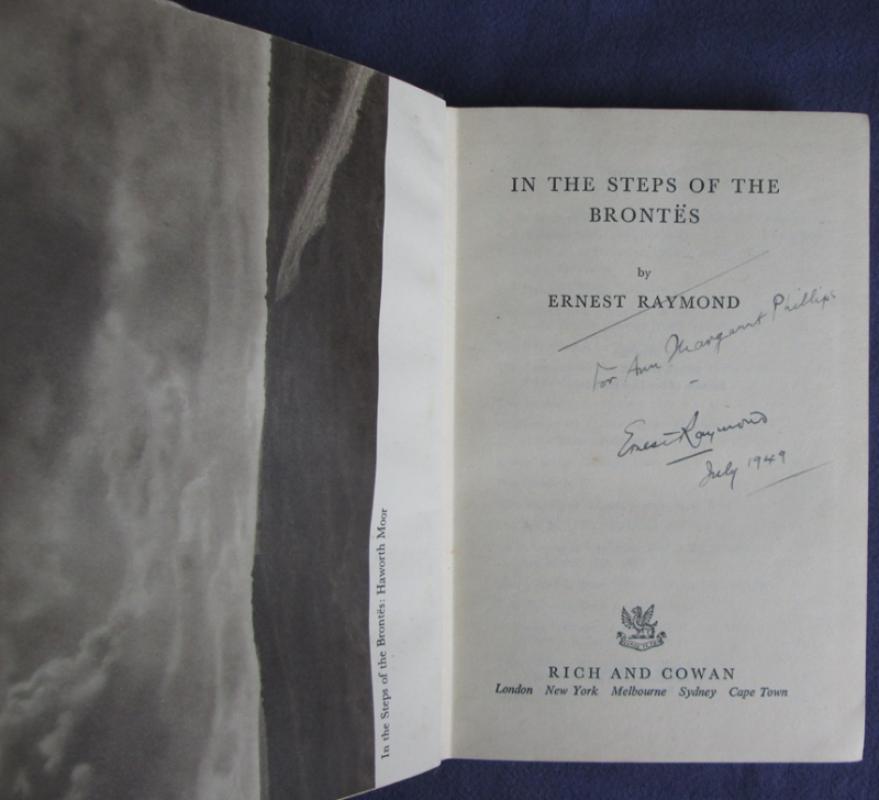 In the Steps of the Brontës: Haworth Moor
IN THE STEPS OF THE
BRONTËS
by
ERNEST RAYMOND
For Ann Margaret Phillips
Ernest Raymond
July 1949
RICH AND COWAN
London New York Melbourne Sydney Cape Town